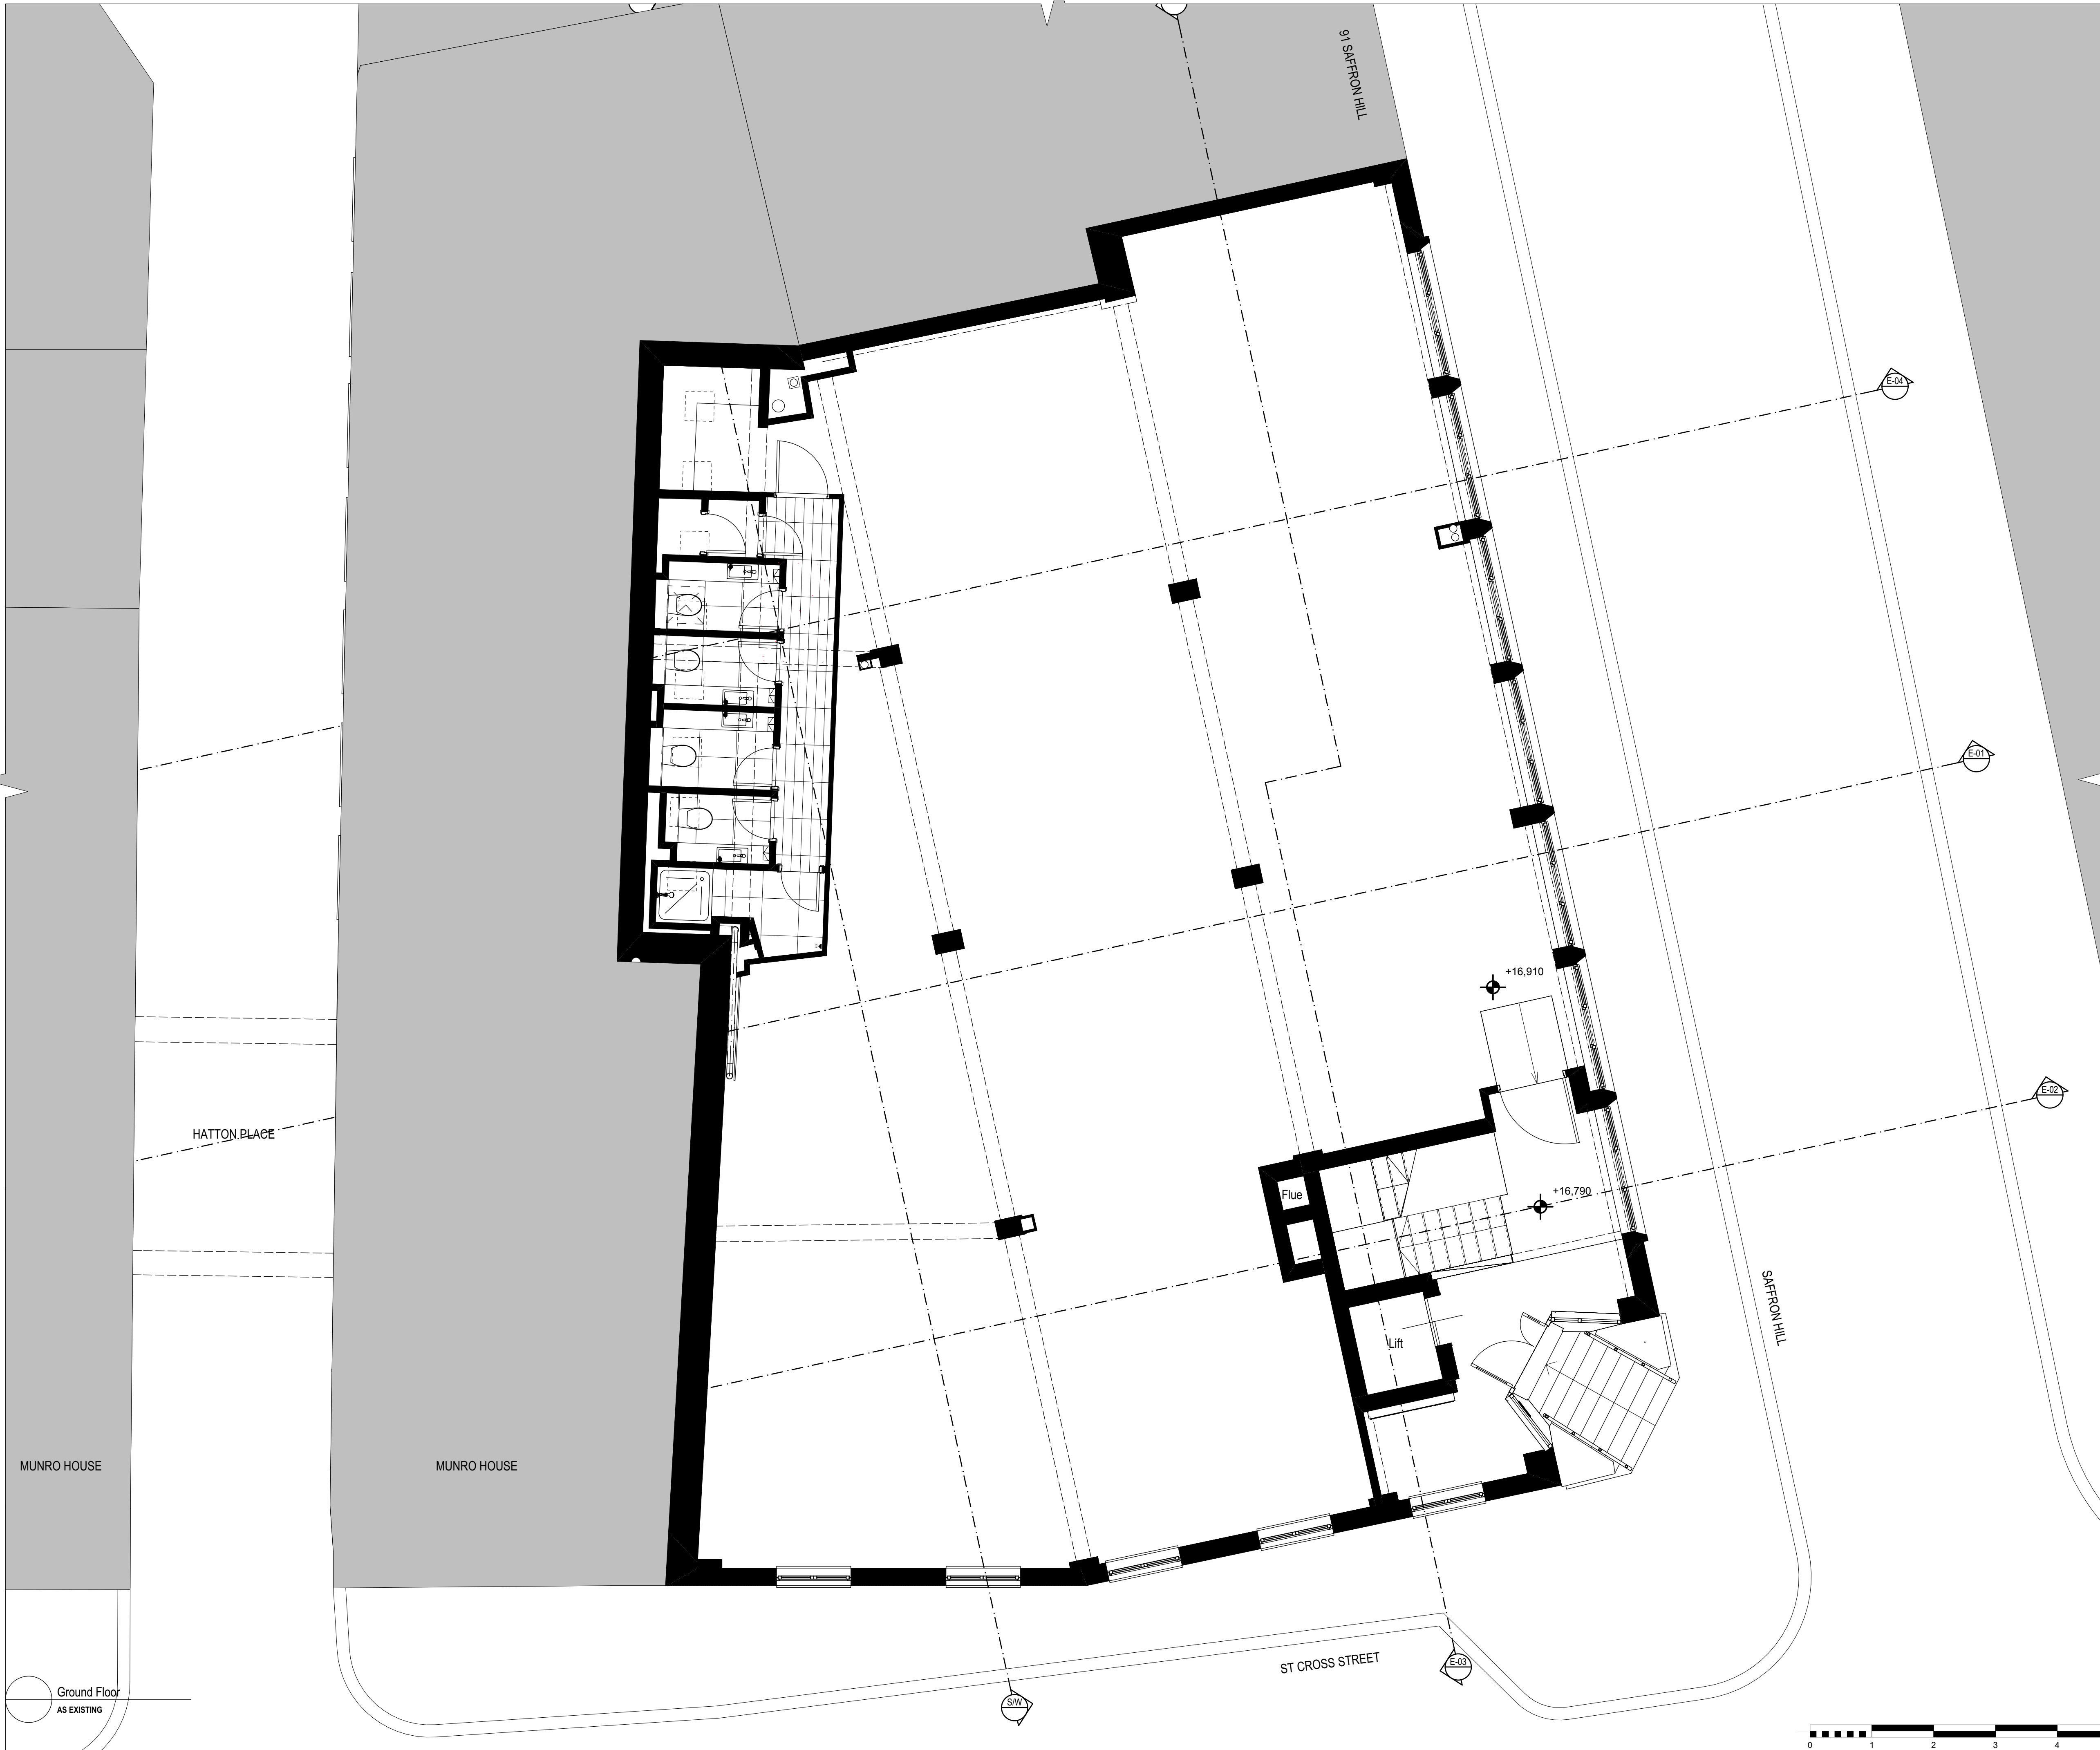 91 SAFFRON HILL
E-04
E-01
+16,910
E-02
HATTON PLACE
Flue
+16,790
Lift
SAFFRON HILL
MUNRO HOUSE
MUNRO HOUSE
ST CROSS STREET
E-03
S/W
Ground Floor
AS EXISTING
0 1 2 3 4